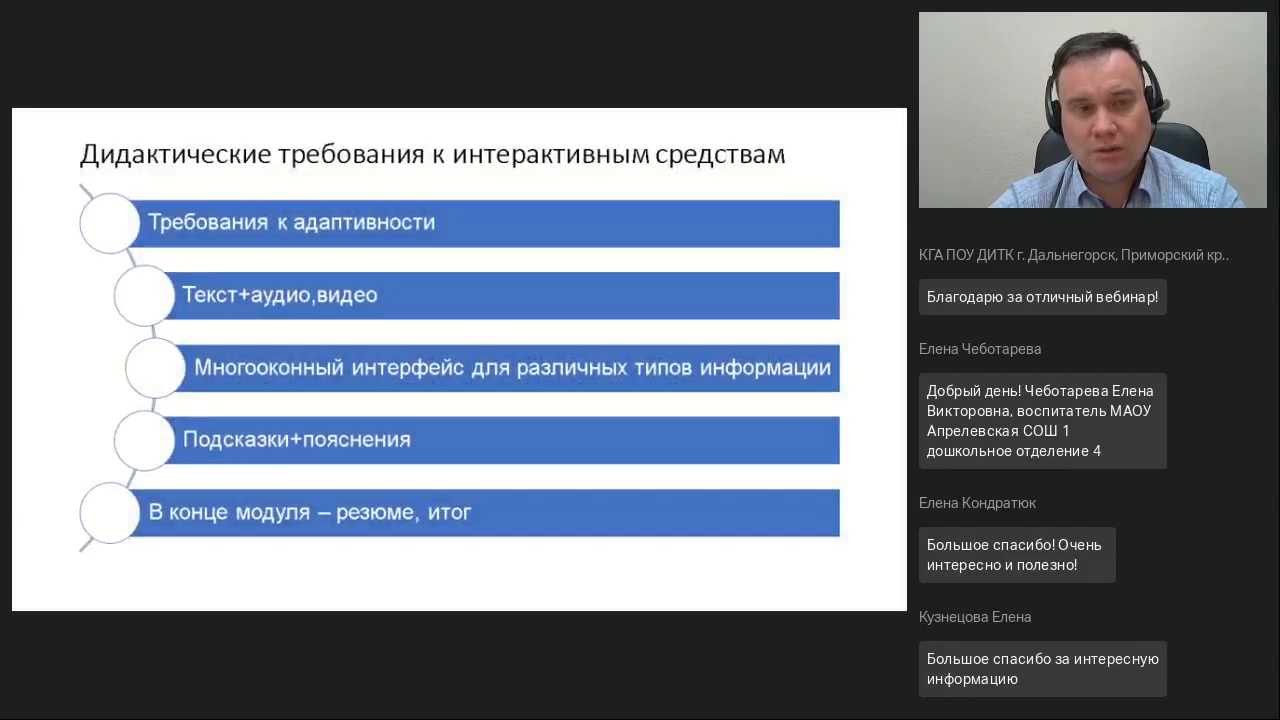 Дидактические требования к интерактивным средствам
Требования к адаптивности
Текст+аудио,видео
Многооконный интерфейс для различных типов информации
Подсказки+пояснения
В конце модуля – резюме, итог
КГА ПОУ ДИТК г. Дальнегорск, Приморский кр..
Благодарю за отличный вебинар!
Елена Чеботарева
Добрый день! Чеботарева Елена
Викторовна, воспитатель МАОУ
Апрелевская СОШ 1
дошкольное отделение 4
Елена Кондратюк
Большое спасибо! Очень
интересно и полезно!
Кузнецова Елена
Большое спасибо за интересную
информацию